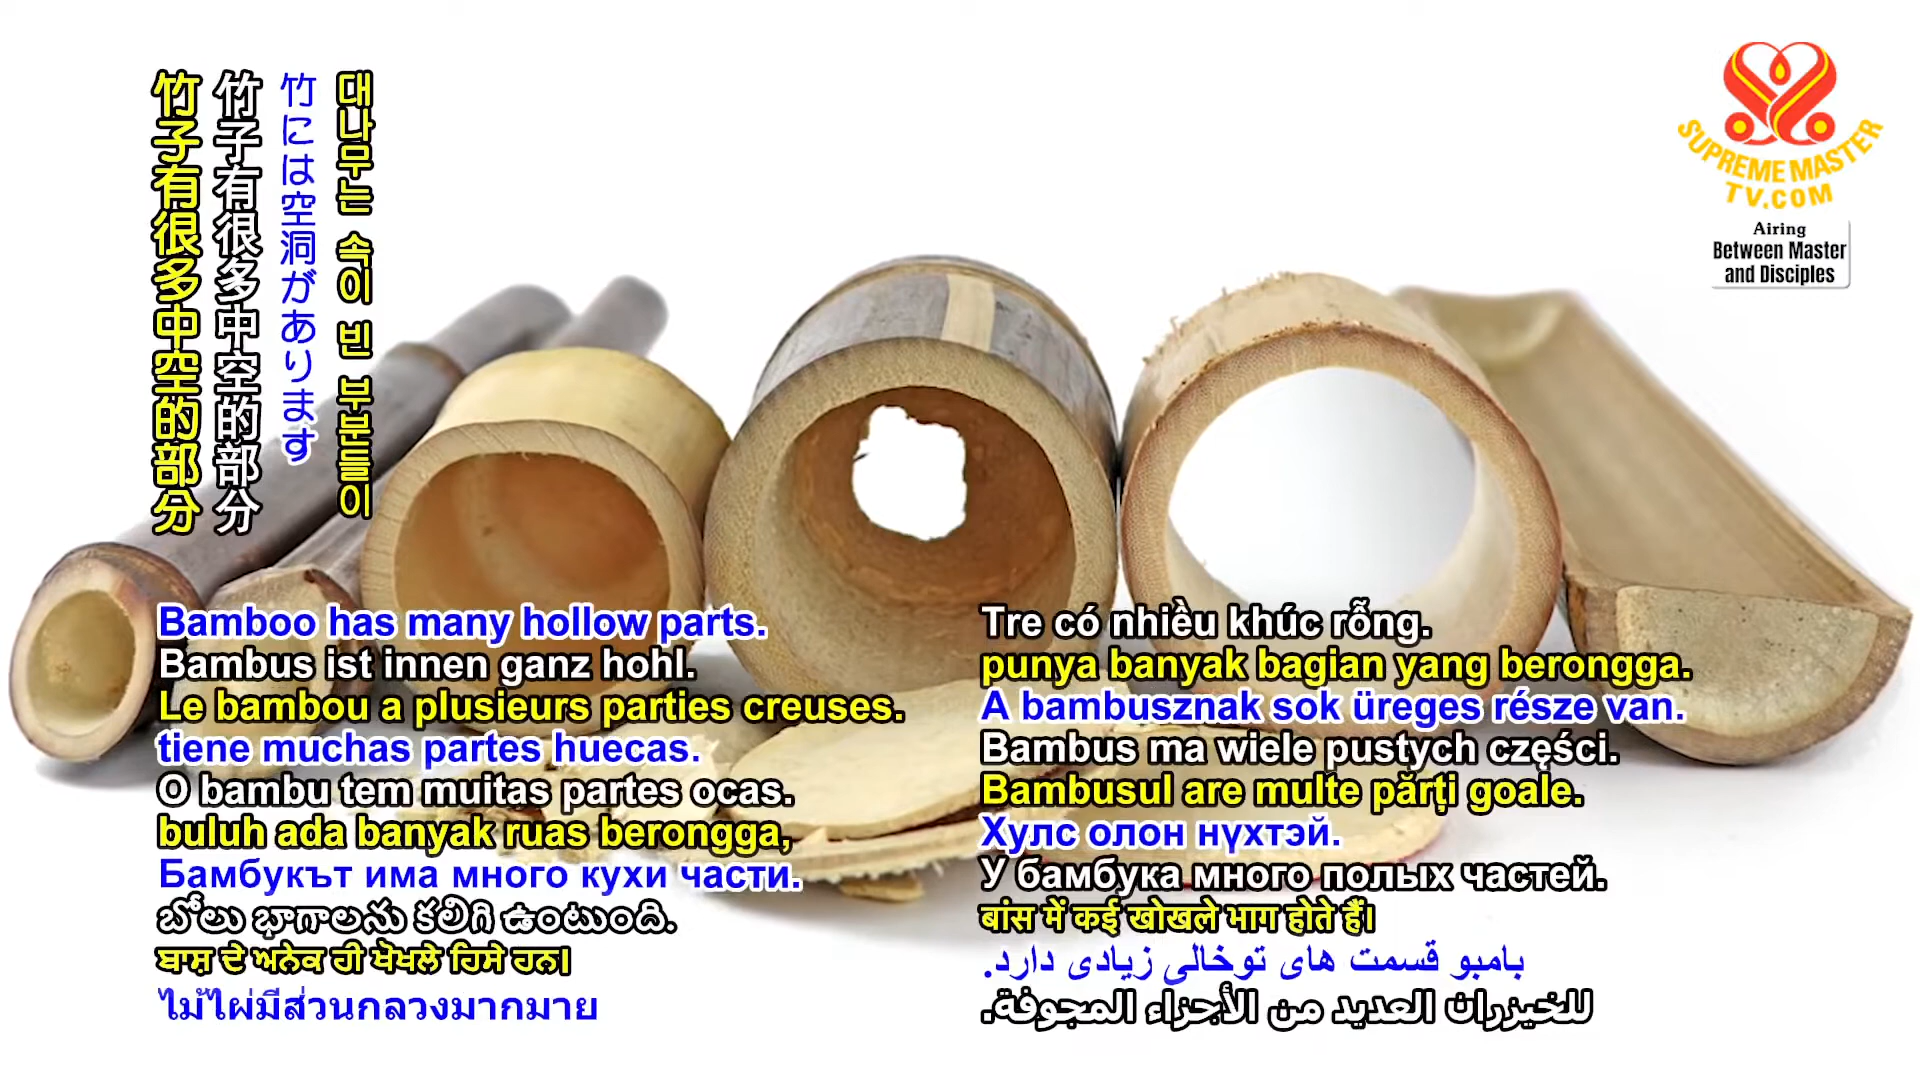 竹子有很多中空的部分
竹子有很多中空的部分
竹には空洞があります
대나무는 속이 빈 부분들이
SUPREME MASTER
TV.COM
Airing
Between Master
and Disciples
Bamboo has many hollow parts.
Bambus ist innen ganz hohl.
Le bambou a plusieurs parties creuses.
tiene muchas partes huecas.
O bambu tem muitas partes ocas.
buluh ada banyak ruas berongga,
Бамбукът има много кухи части.
బోలు భాగాలను కలిగి ఉంటుంది.
ਬਾਸ਼ ਦੇ ਅਨੇਕ ਹੀ ਖੋਖਲੇ ਹਿਸੇ ਹਨ।
ไม้ไผ่มีส่วนกลวงมากมาย
Tre có nhiều khúc rỗng.
punya banyak bagian yang berongga.
A bambusznak sok üreges része van.
Bambus ma wiele pustych części.
Bambusul are multe părți goale.
Хулс олон нүхтэй.
У бамбука много полых частей.
बांस में कई खोखले भाग होते हैं।
بامبو قسمت های توخالی زیادی دارد.
للخيزران العديد من الأجزاء المجوفة.